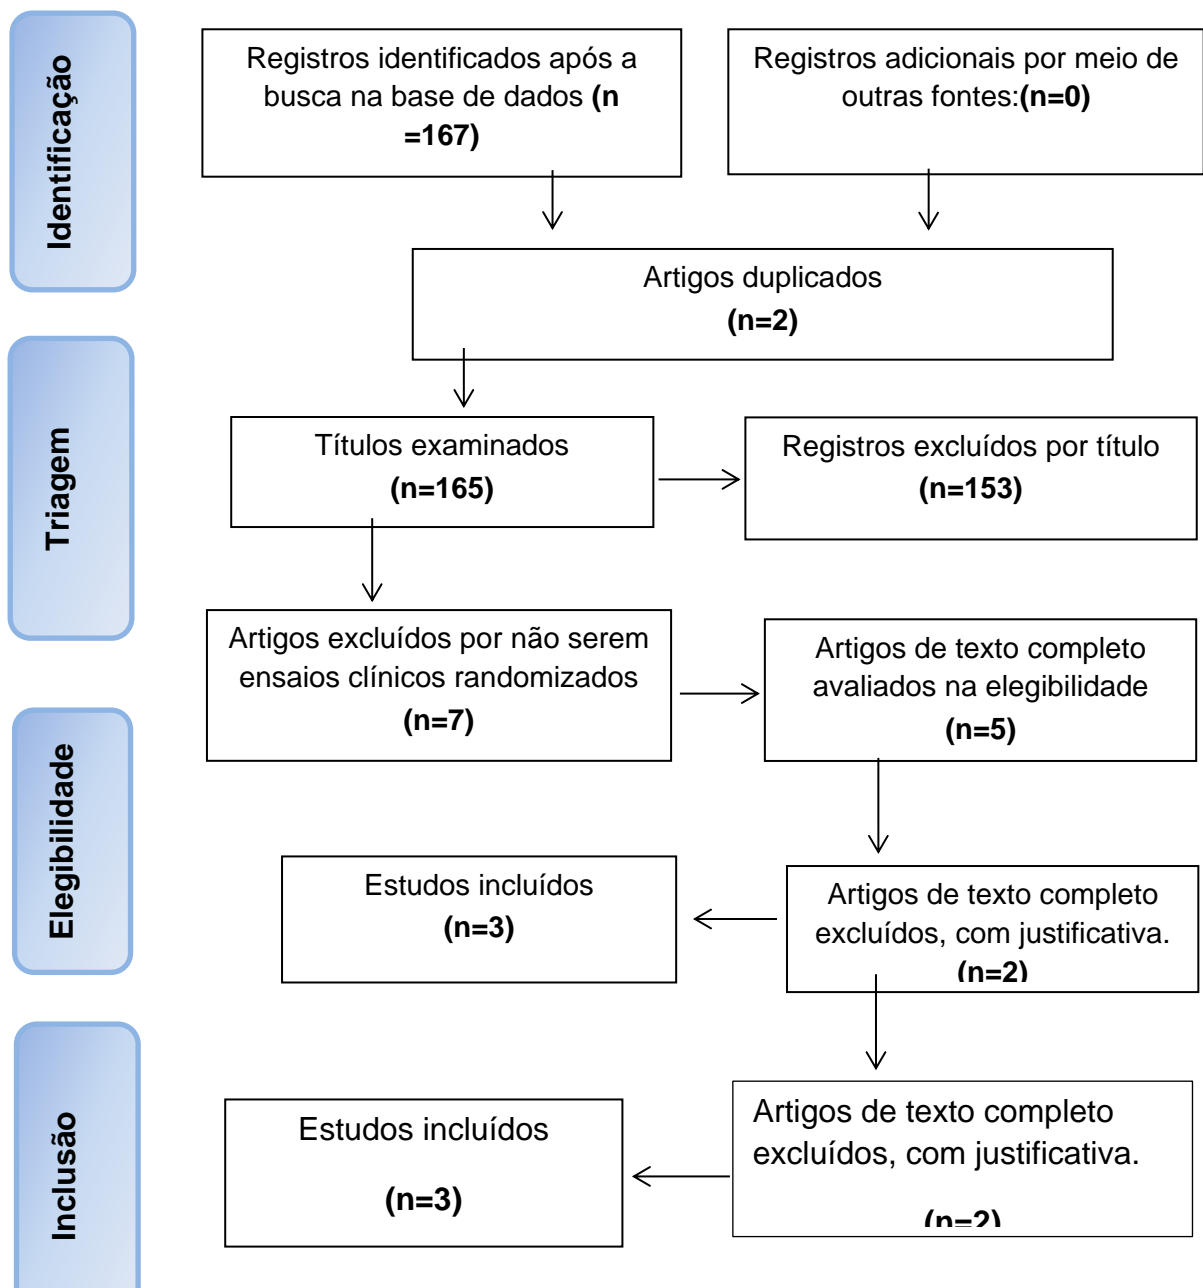 Identificação
Registros identificados após a
busca na base de dados (n
=167)
Registros adicionais por meio de
outras fontes:(n=0)
Artigos duplicados
(n=2)
Triagem
Títulos examinados
(n=165)
Registros excluídos por título
(n=153)
Artigos excluídos por não serem
ensaios clínicos randomizados
(n=7)
Artigos de texto completo
avaliados na elegibilidade
(n=5)
Elegibilidade
Estudos incluídos
(n=3)
Artigos de texto completo
excluídos, com justificativa.
(n=2)
Inclusão
Estudos incluídos
(n=3)
Artigos de texto completo
excluídos, com justificativa.
(n=2)